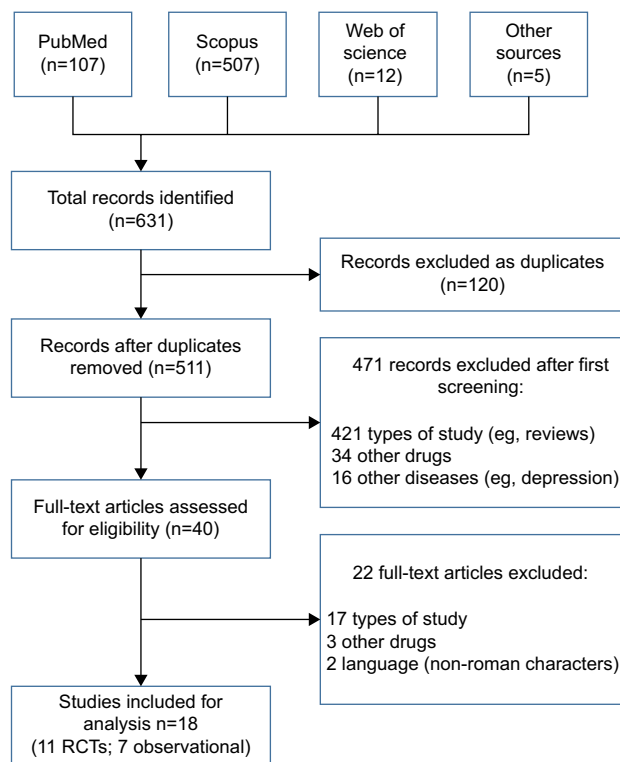 PubMed
(n=107)
Scopus
(n=507)
Web of
science
(n=12)
Other
sources
(n=5)
Total records identified
(n=631)
Records excluded as duplicates
(n=120)
Records after duplicates
removed (n=511)
471 records excluded after first
screening:
421 types of study (eg, reviews)
34 other drugs
16 other diseases (eg, depression)
Full-text articles assessed
for eligibility (n=40)
22 full-text articles excluded:
17 types of study
3 other drugs
2 language (non-roman characters)
Studies included for
analysis n=18
(11 RCTs; 7 observational)